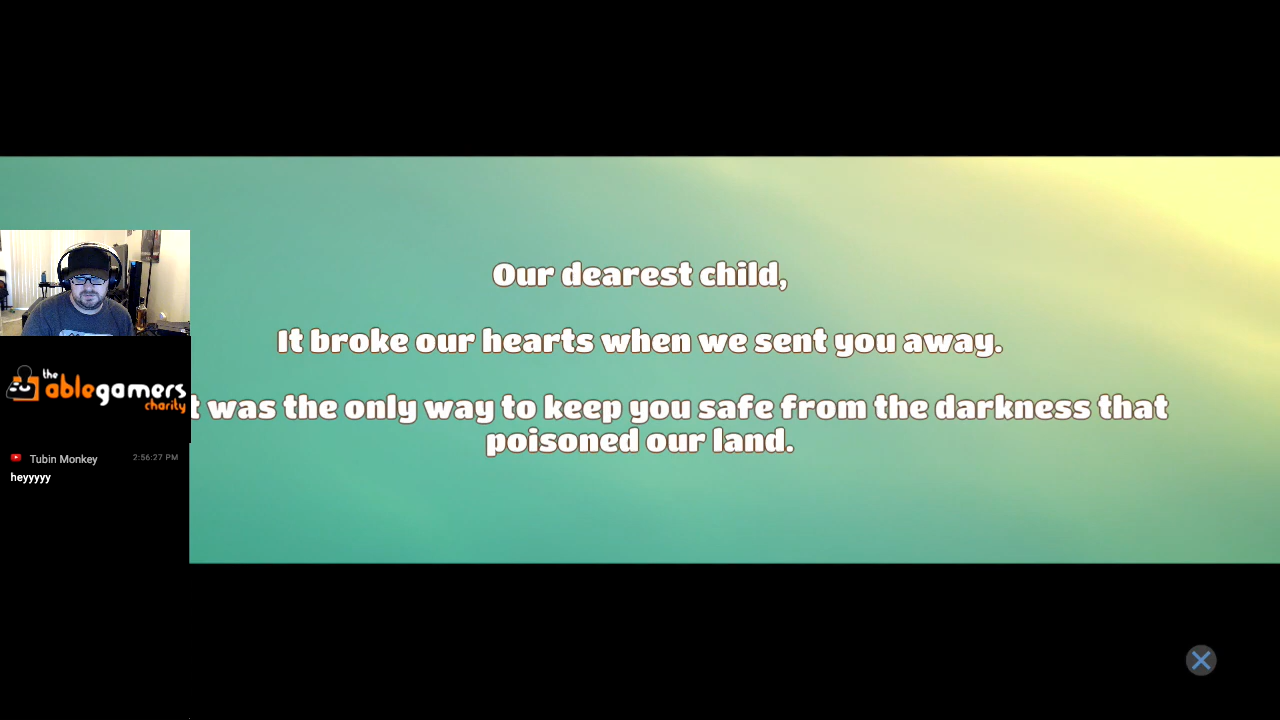 Our dearest child,
It broke our hearts when we sent you away.
t was the only way to keep you safe from the darkness that
poisoned our land.
the
ablegamers
charity
Tubin Monkey 2:56:27 PM
heyyyyy